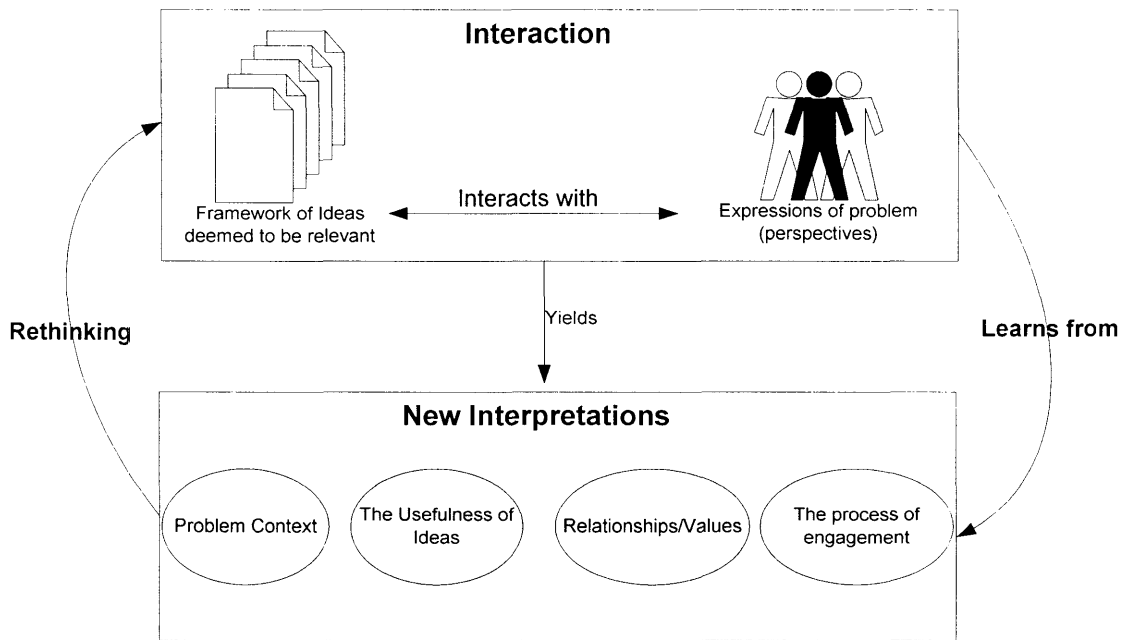 Interaction
Interacts with
Framework of Ideas
deemed to be relevant
Expressions of problem
(perspectives)
Rethinking
Yields
Learns from
New Interpretations
Problem Context
The Usefulness of
Ideas
Relationships/Values
The process of
engagement